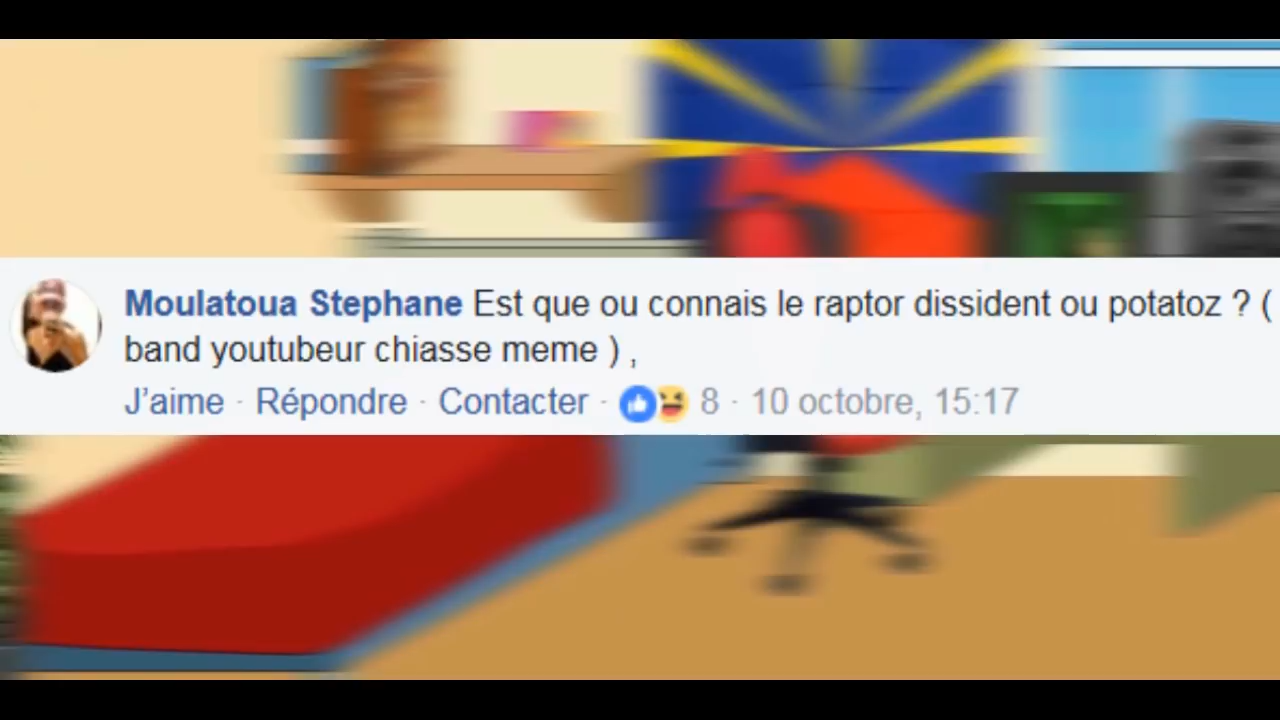 Moulatoua Stephane Est que ou connais le raptor dissident ou potatoz ? (
band youtubeur chiasse meme ) ,
J’aime · Répondre · Contacter · 8 · 10 octobre, 15:17